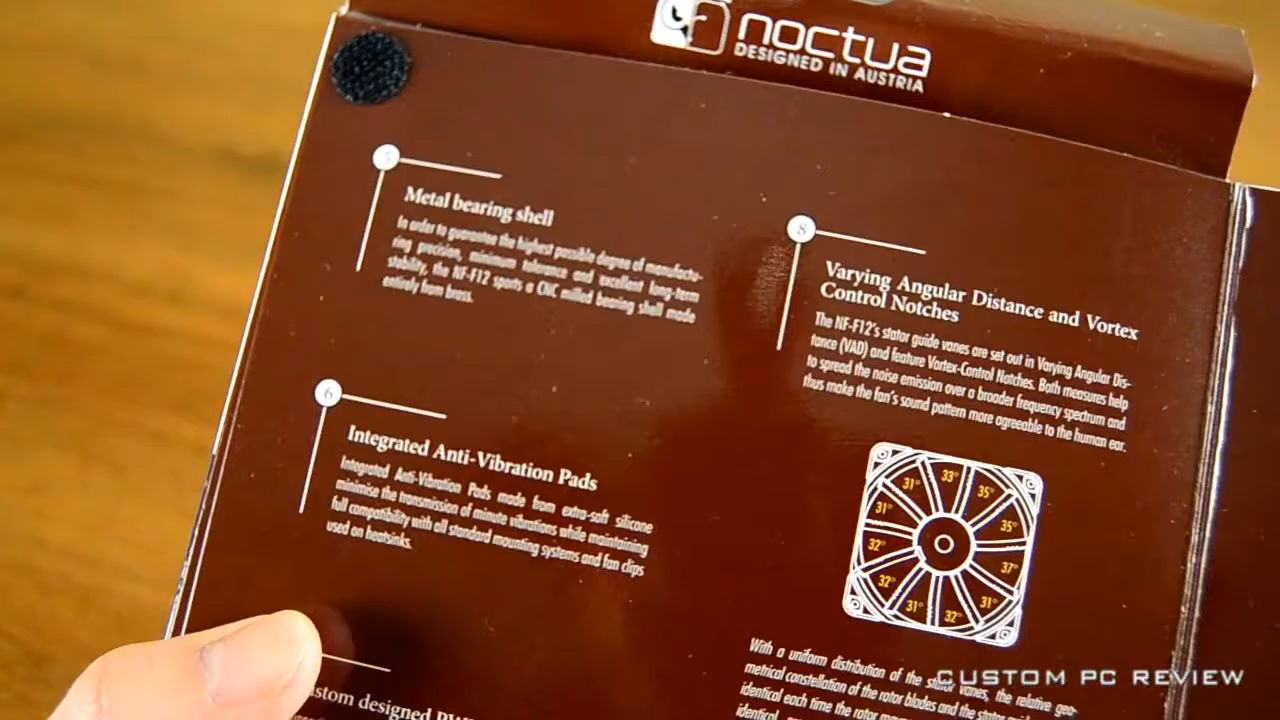 noctua
DESIGNED IN AUSTRIA
5
Metal bearing shell
In order to guarantee the highest possible degree of manufactu-
ring precision, minimum tolerance and excellent long-term
stability, the NF-F12 sports a CNC milled bearing shell made
entirely from brass.
6
Integrated Anti-Vibration Pads
Integrated Anti-Vibration Pads made from extra-soft silicone
minimise the transmission of minute vibrations while maintaining
full compatibility with all standard mounting systems and fan clips
used on heatsinks.
stom designed PW
8
Varying Angular Distance and Vortex
Control Notches
The NF-F12's stator guide vanes are set out in Varying Angular Dis-
tance (VAD) and feature Vortex-Control Notches. Both measures help
to spread the noise emission over a broader frequency spectrum and
thus make the fan's sound pattern more agreeable to the human ear.
33°
31° 35°
31° 35°
32° 37°
32° 31°
31° 32°
With a uniform distribution of the stator vanes, the relative geo-
metrical constellation of the rotor blades and the stator
identical each time the rotor
identical
CUSTOM PC REVIEW